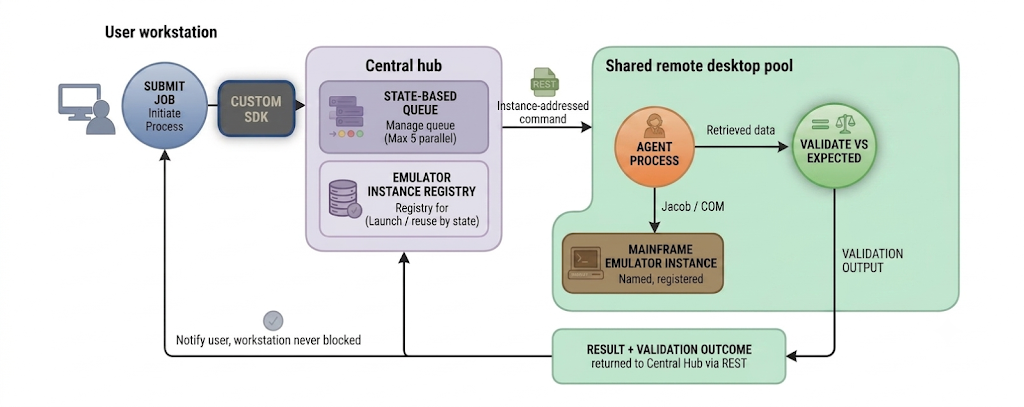 User workstation
SUBMIT
JOB
Initiate
Process
CUSTOM
SDK
Central hub
STATE-BASED
QUEUE
Manage queue
(Max 5 parallel)
EMULATOR
INSTANCE REGISTRY
Registry for
(Launch / reuse by state)
REST
Instance-addressed
command
Shared remote desktop pool
AGENT
PROCESS
Retrieved data
VALIDATE VS
EXPECTED
Jacob / COM
MAINFRAME
EMULATOR INSTANCE
Named, registered
VALIDATION
OUTPUT
Notify user, workstation never blocked
RESULT + VALIDATION OUTCOME
returned to Central Hub via REST